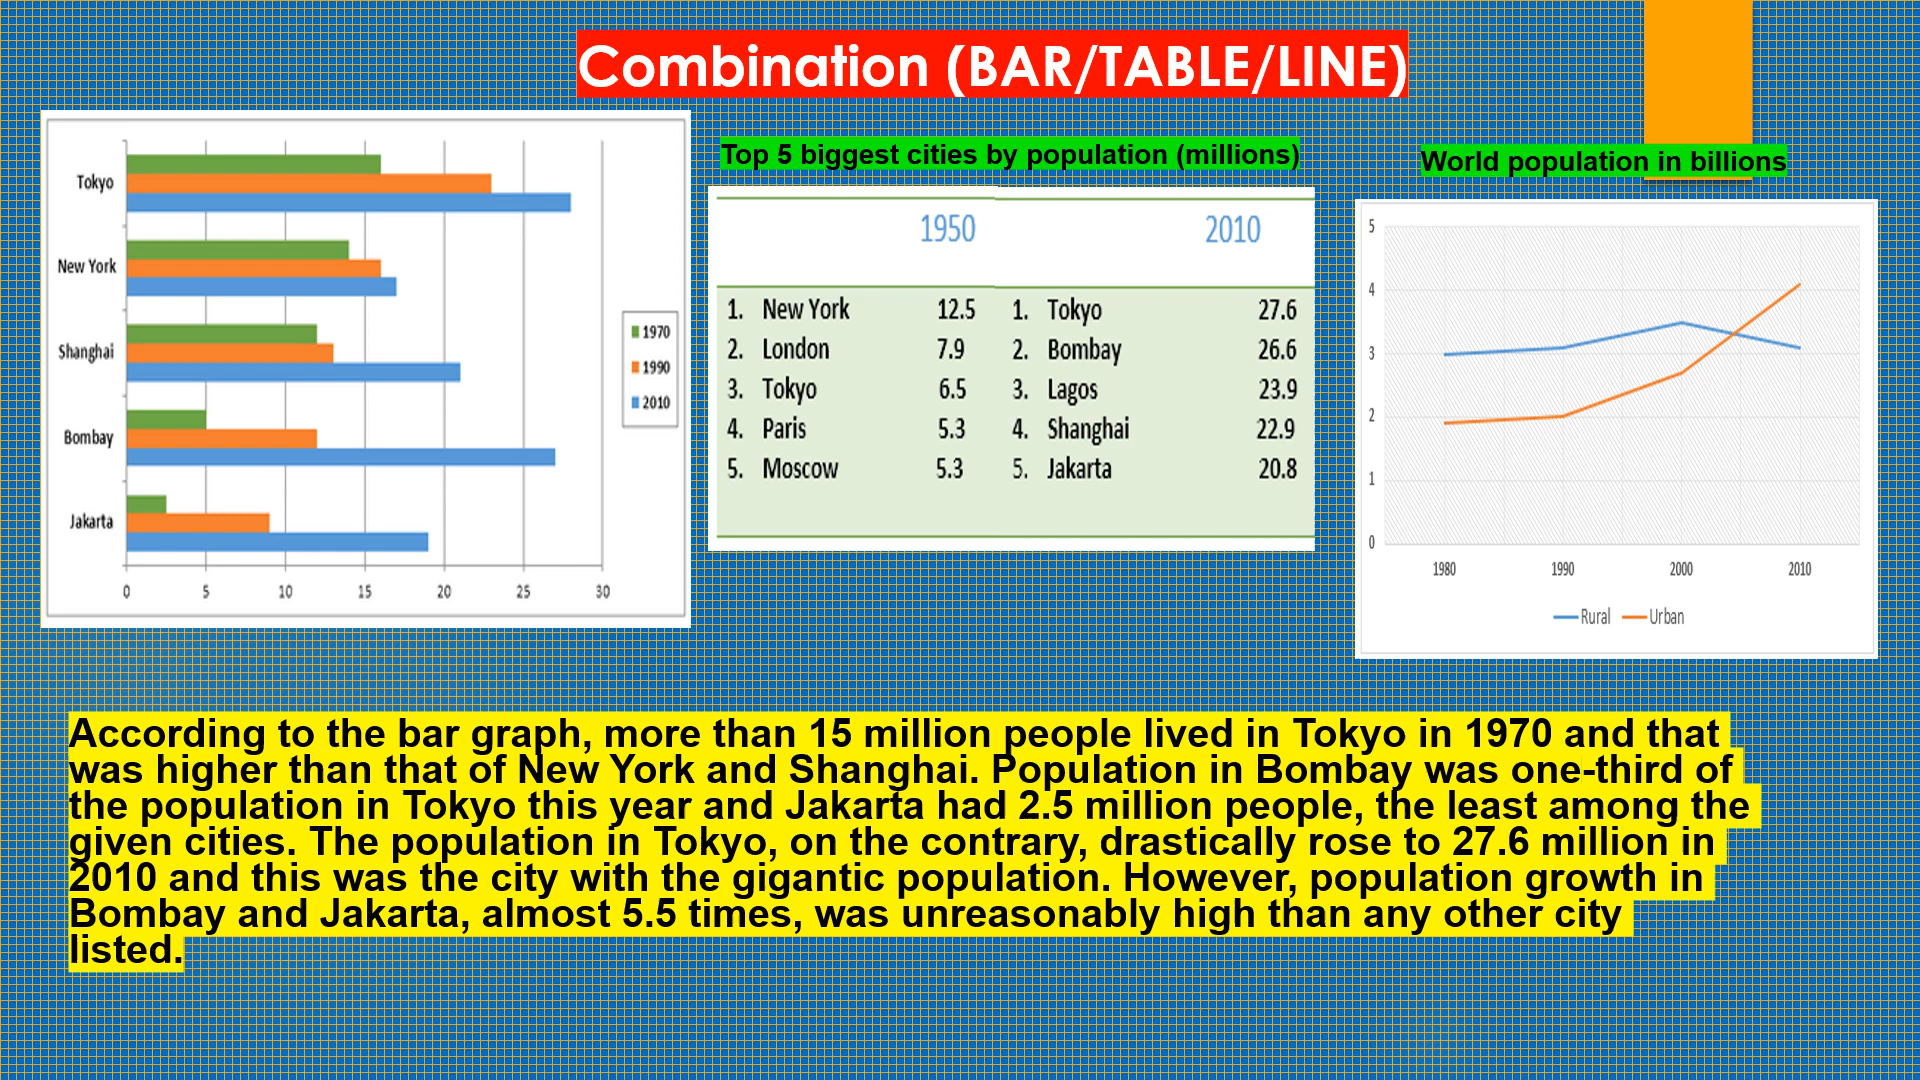 Combination (BAR/TABLE/LINE)
Tokyo
New York
Shanghai
Bombay
Jakarta
0 5 10 15 20 25 30
1970
1990
2010
Top 5 biggest cities by population (millions)
1950 2010
1. New York 12.5 1. Tokyo 27.6
2. London 7.9 2. Bombay 26.6
3. Tokyo 6.5 3. Lagos 23.9
4. Paris 5.3 4. Shanghai 22.9
5. Moscow 5.3 5. Jakarta 20.8
World population in billions
5
4
3
2
1
0
1980 1990 2000 2010
Rural Urban
According to the bar graph, more than 15 million people lived in Tokyo in 1970 and that
was higher than that of New York and Shanghai. Population in Bombay was one-third of
the population in Tokyo this year and Jakarta had 2.5 million people, the least among the
given cities. The population in Tokyo, on the contrary, drastically rose to 27.6 million in
2010 and this was the city with the gigantic population. However, population growth in
Bombay and Jakarta, almost 5.5 times, was unreasonably high than any other city
listed.